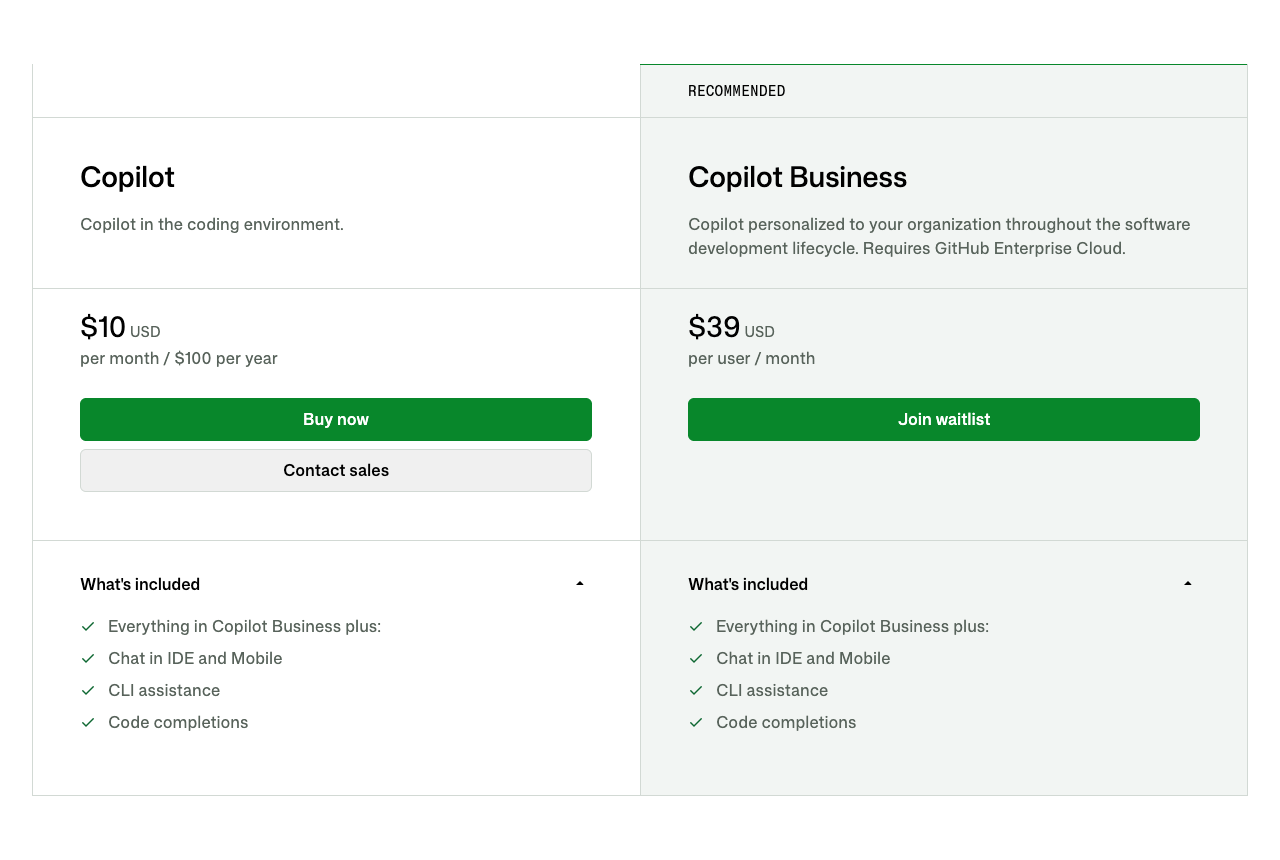 RECOMMENDED
Copilot
Copilot in the coding environment.
Copilot Business
Copilot personalized to your organization throughout the software
development lifecycle. Requires GitHub Enterprise Cloud.
$10 USD
per month / $100 per year
Buy now
Contact sales
$39 USD
per user / month
Join waitlist
What's included
Everything in Copilot Business plus:
Chat in IDE and Mobile
CLI assistance
Code completions
What's included
Everything in Copilot Business plus:
Chat in IDE and Mobile
CLI assistance
Code completions